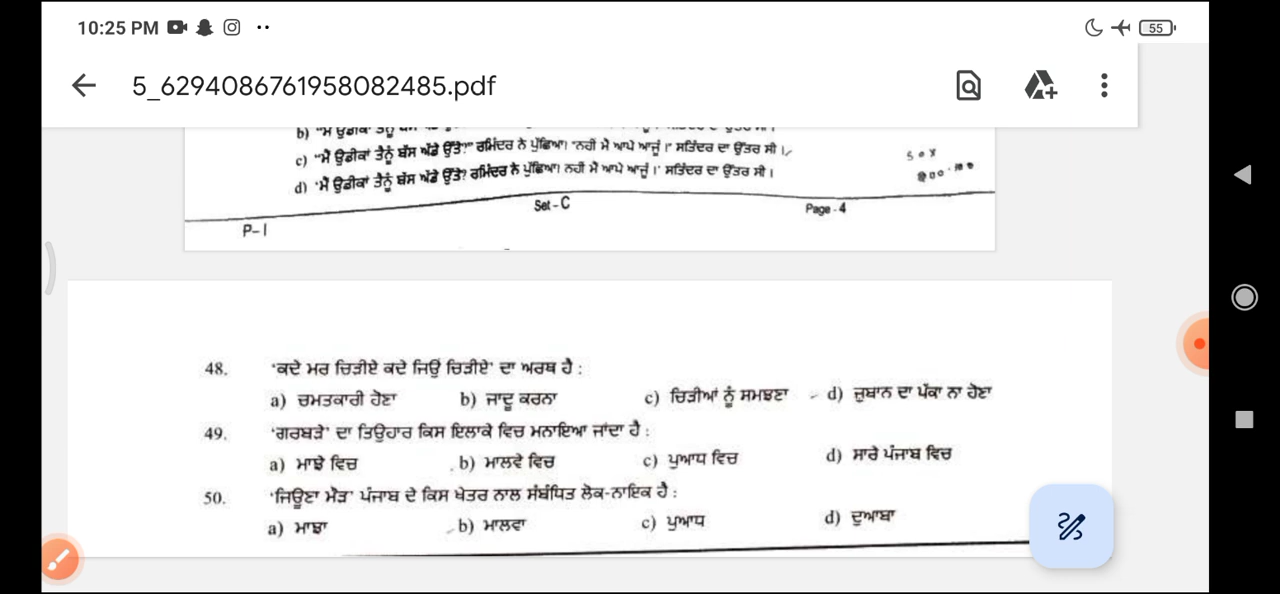 10:25 PM
55
5_6294086761958082485.pdf
b) "ਮੈਂ ਉਡੀਕਾਂ ਤੈਨੂੰ ਬੱਸ
c) "ਮੈਂ ਉਡੀਕਾਂ ਤੈਨੂੰ ਬੱਸ ਅੱਡੇ ਉੱਤੇ?" ਰਮਿੰਦਰ ਨੇ ਪੁੱਛਿਆ। "ਨਹੀਂ ਮੈਂ ਆਪੇ ਆਜੂੰ।" ਸਤਿੰਦਰ ਦਾ ਉੱਤਰ ਸੀ।
d) 'ਮੈਂ ਉਡੀਕਾਂ ਤੈਨੂੰ ਬੱਸ ਅੱਡੇ ਉੱਤੇ? ਰਮਿੰਦਰ ਨੇ ਪੁੱਛਿਆ। ਨਹੀਂ ਮੈਂ ਆਪੇ ਆਜੂੰ।' ਸਤਿੰਦਰ ਦਾ ਉੱਤਰ ਸੀ।
P-I Set-C Page-4
48. 'ਕਦੇ ਮਰ ਚਿੜੀਏ ਕਦੇ ਜਿਉਂ ਚਿੜੀਏ' ਦਾ ਅਰਥ ਹੈ :
a) ਚਮਤਕਾਰੀ ਹੋਣਾ b) ਜਾਦੂ ਕਰਨਾ c) ਚਿੜੀਆਂ ਨੂੰ ਸਮਝਣਾ d) ਜ਼ੁਬਾਨ ਦਾ ਪੱਕਾ ਨਾ ਹੋਣਾ
49. 'ਗਰਬੜੇ' ਦਾ ਤਿਉਹਾਰ ਕਿਸ ਇਲਾਕੇ ਵਿਚ ਮਨਾਇਆ ਜਾਂਦਾ ਹੈ :
a) ਮਾਝੇ ਵਿਚ b) ਮਾਲਵੇ ਵਿਚ c) ਪੁਆਧ ਵਿਚ d) ਸਾਰੇ ਪੰਜਾਬ ਵਿਚ
50. 'ਜਿਊਣਾ ਮੌੜ' ਪੰਜਾਬ ਦੇ ਕਿਸ ਖੇਤਰ ਨਾਲ ਸੰਬੰਧਿਤ ਲੋਕ-ਨਾਇਕ ਹੈ :
a) ਮਾਝਾ b) ਮਾਲਵਾ c) ਪੁਆਧ d) ਦੁਆਬਾ